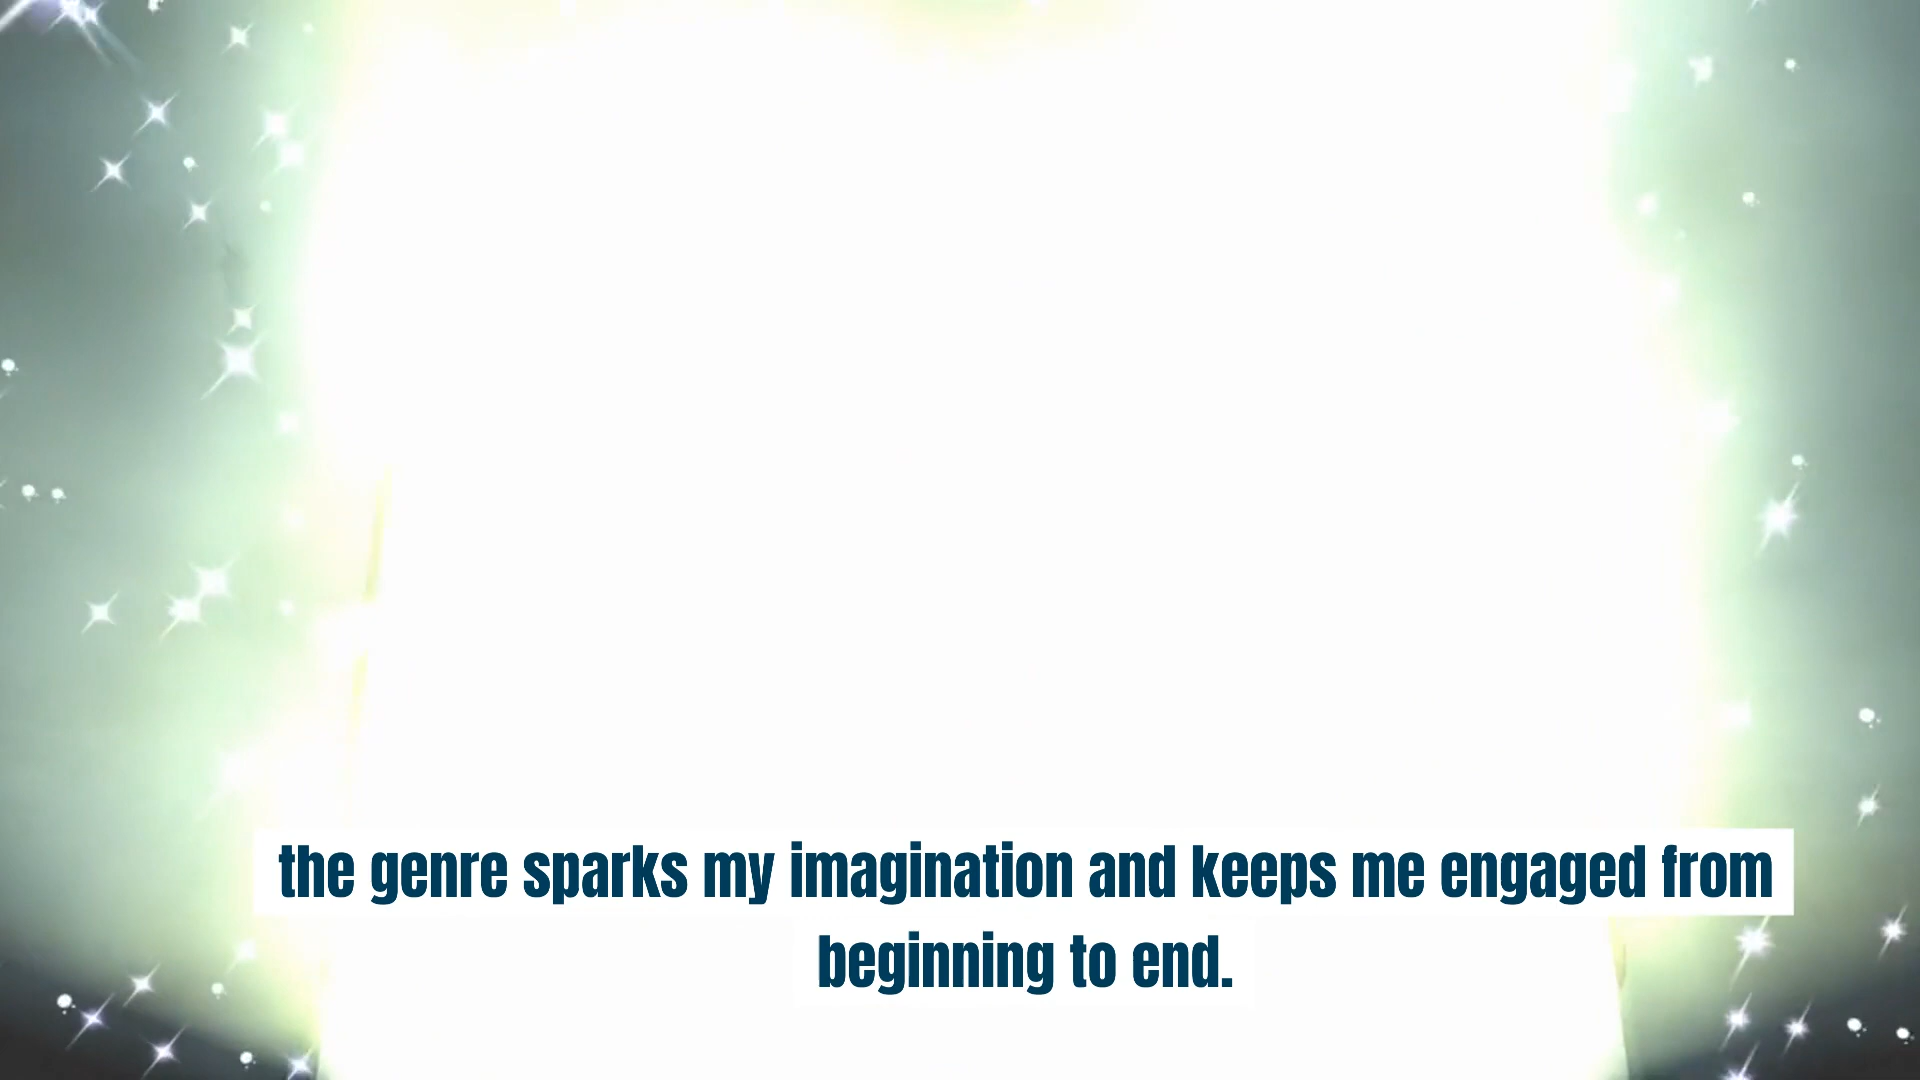 the genre sparks my imagination and keeps me engaged from
beginning to end.